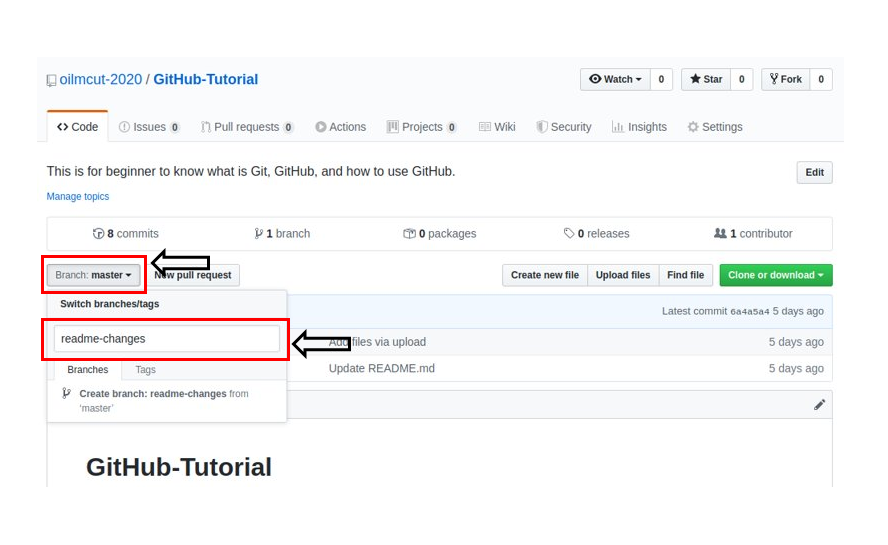 oilmcut-2020 / GitHub-Tutorial
Watch 0 Star 0 Fork 0
Code Issues 0 Pull requests 0 Actions Projects 0 Wiki Security Insights Settings
This is for beginner to know what is Git, GitHub, and how to use GitHub.
Edit
Manage topics
8 commits 1 branch 0 packages 0 releases 1 contributor
Branch: master New pull request Create new file Upload files Find file Clone or download
Switch branches/tags
Latest commit 6a4a5a4 5 days ago
readme-changes
Add files via upload 5 days ago
Branches Tags
Update README.md 5 days ago
Create branch: readme-changes from
'master'
GitHub-Tutorial